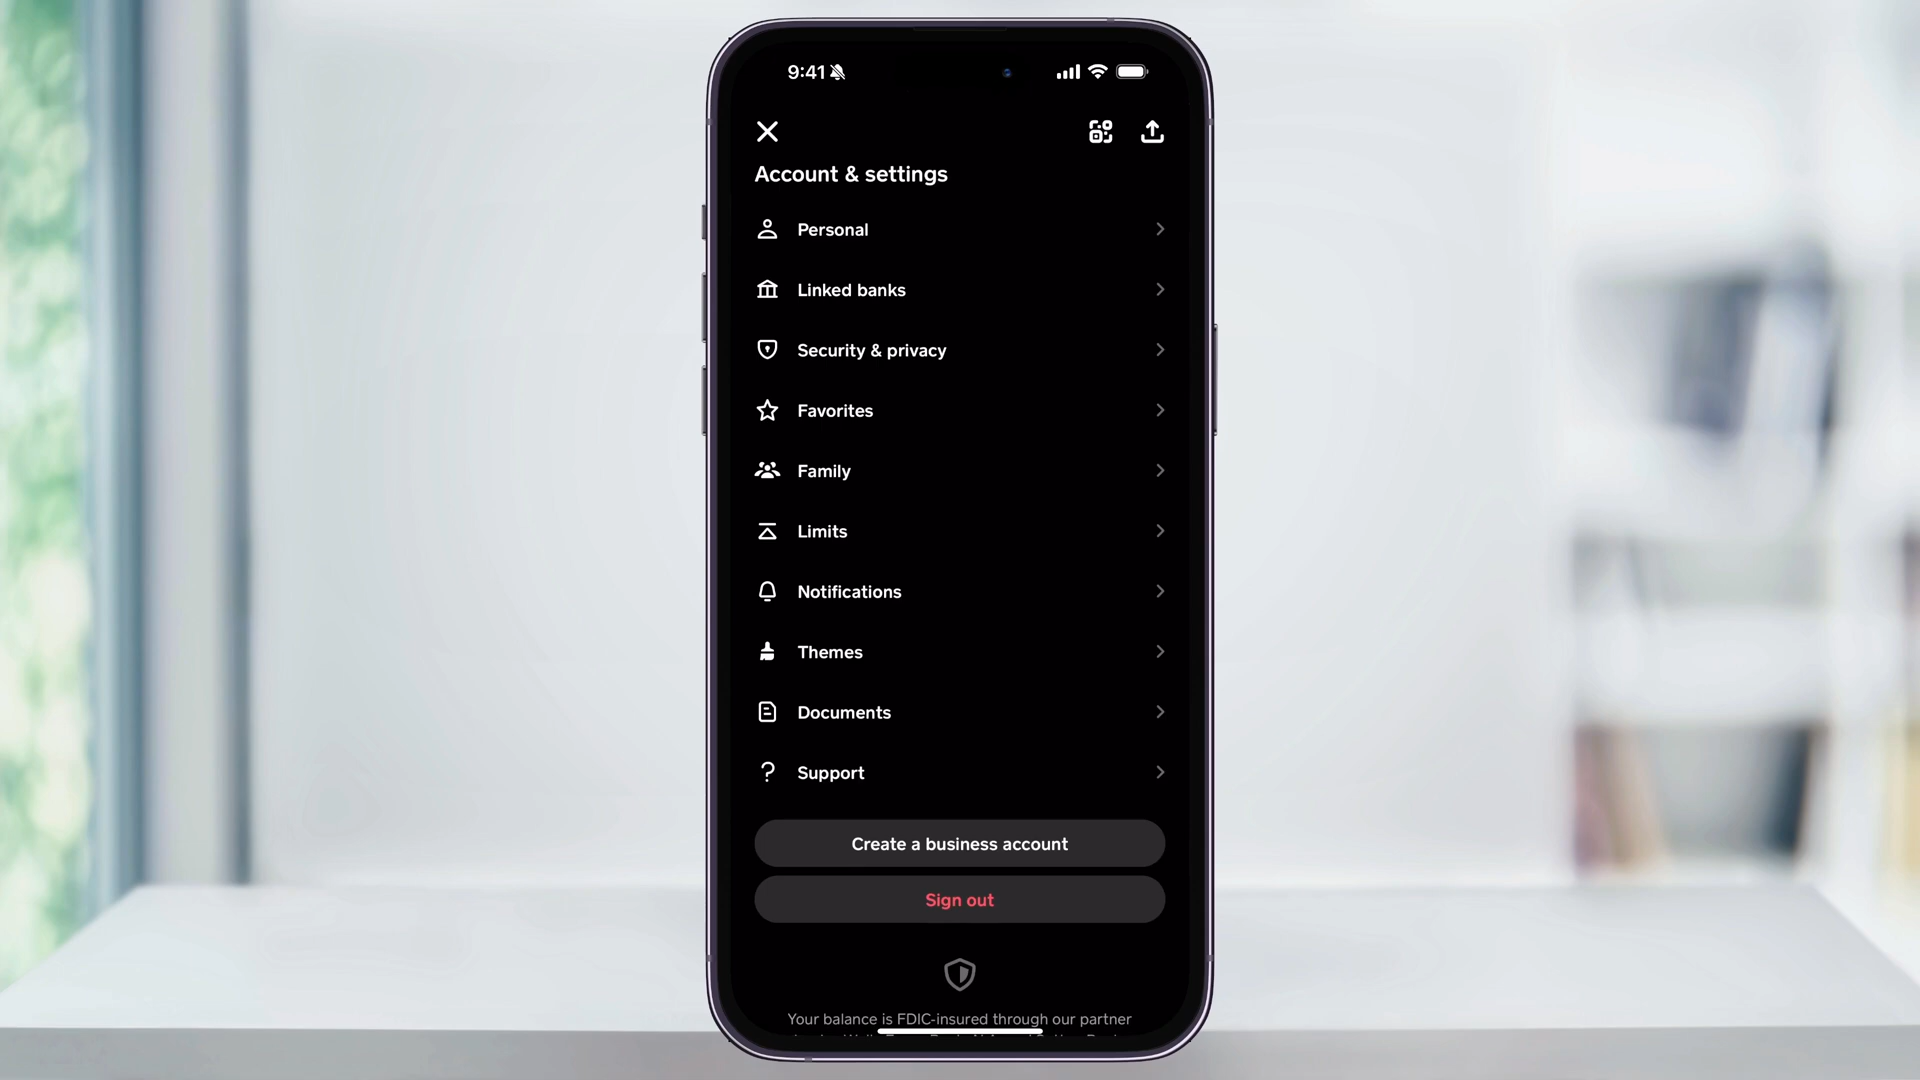 9:41
Account & settings
Personal
Linked banks
Security & privacy
Favorites
Family
Limits
Notifications
Themes
Documents
Support
Create a business account
Sign out
Your balance is FDIC-insured through our partner